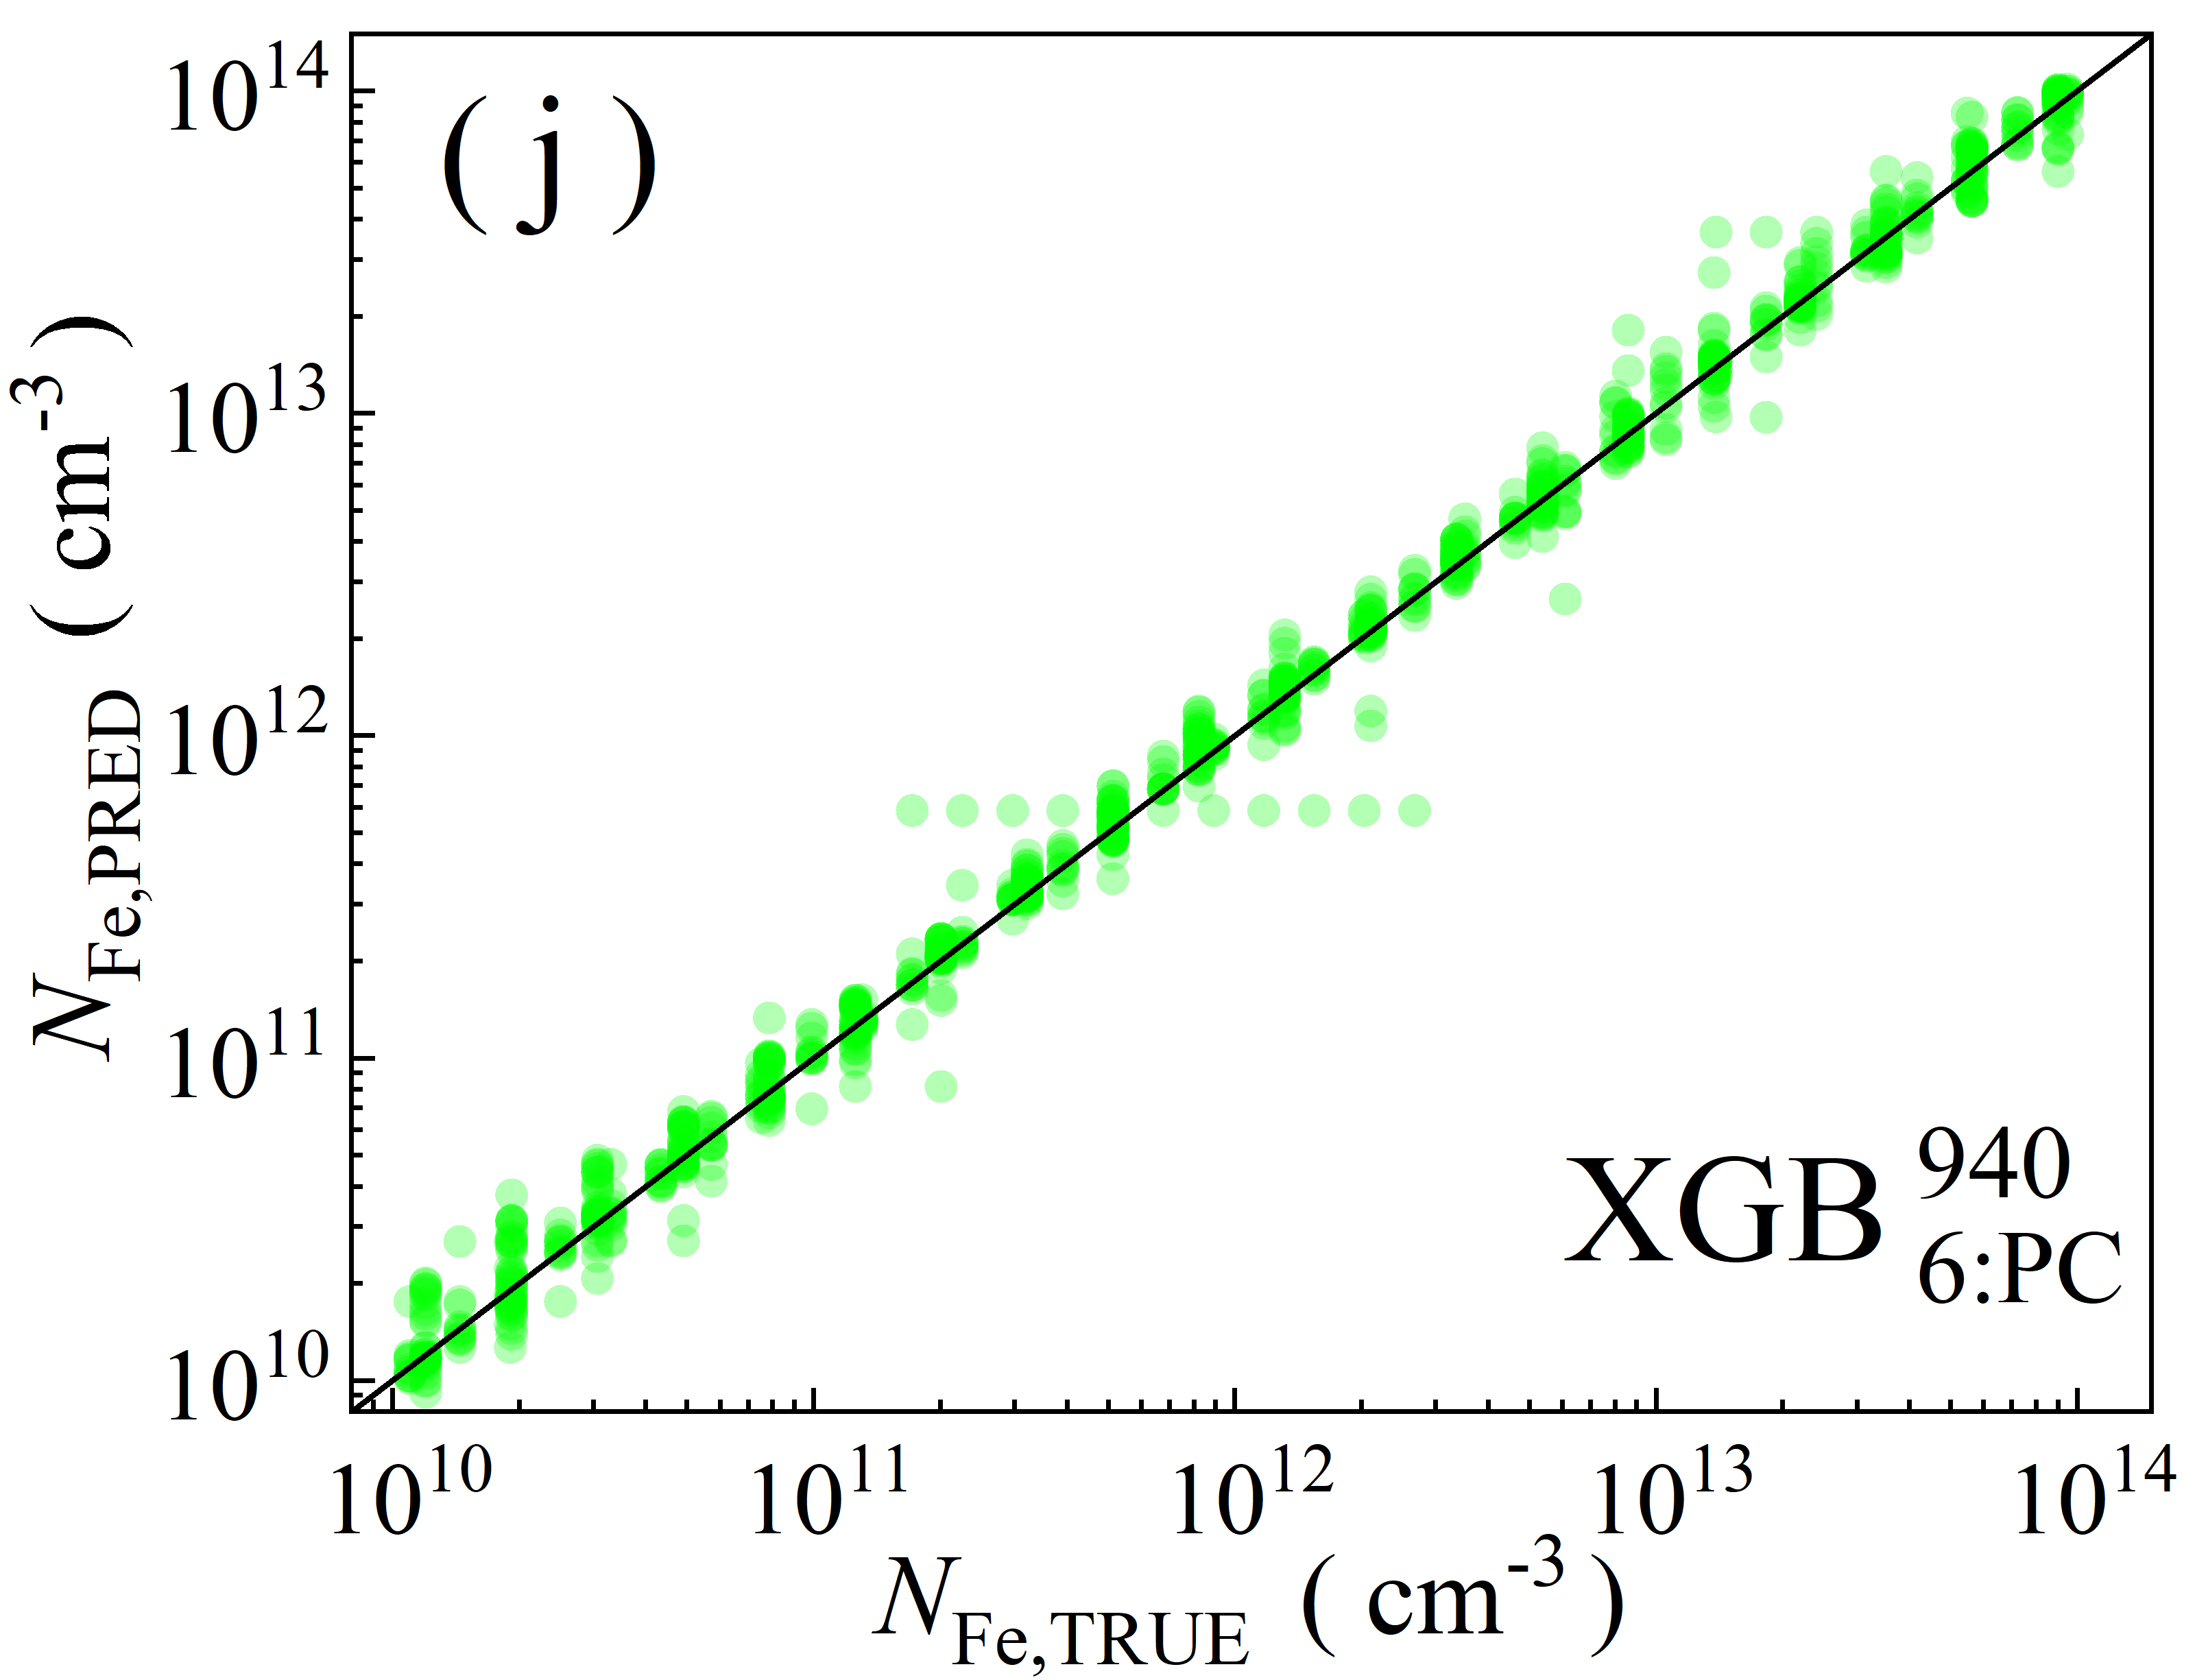 ( j )
10^14
10^13
10^12
10^11
10^10
N_Fe,PRED ( cm^-3 )
XGB 940 6:PC
10^10 10^11 10^12 10^13 10^14
N_Fe,TRUE ( cm^-3 )